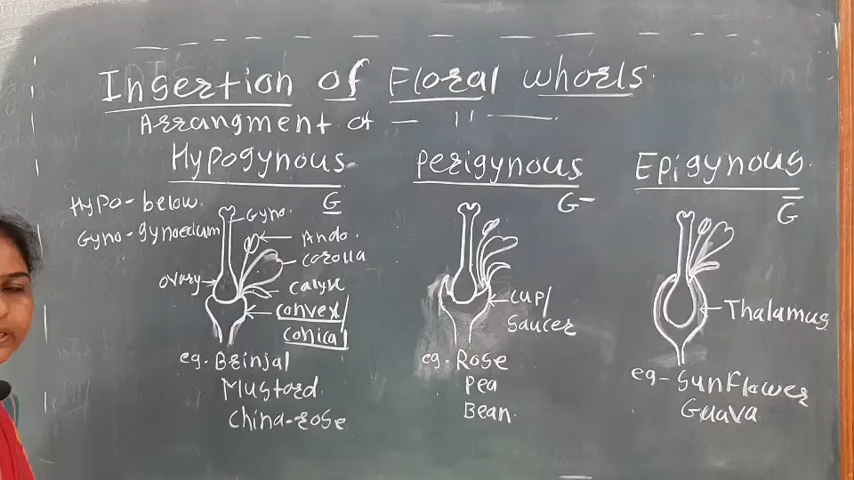 Insertion of Floral whorls
Arrangment of — " —
Hypogynous
G
Hypo - below.
Gyno - gynoecium
Gyno.
Ando.
corolla
calyx
ovary
convex/
conical
eg. Brinjal
Mustard
China-rose
Perigynous
G-
cup/
Saucer
eg. Rose
Pea
Bean
Epigynous
G
Thalamus
eg - Sunflower
Guava